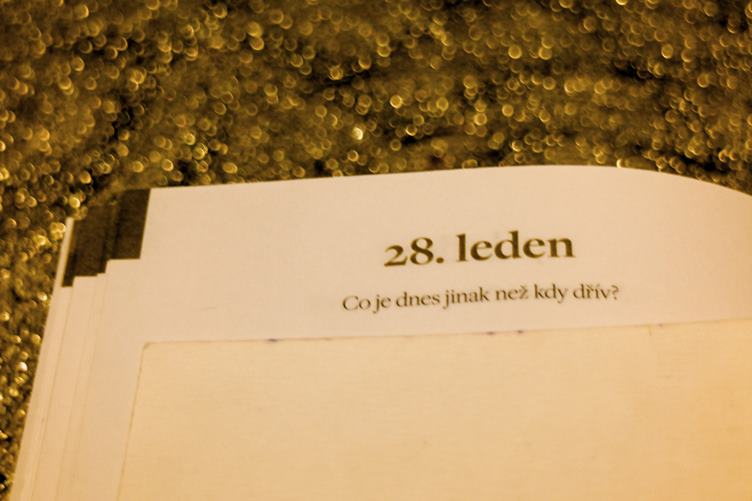 28. leden
Co je dnes jinak než kdy dřív?